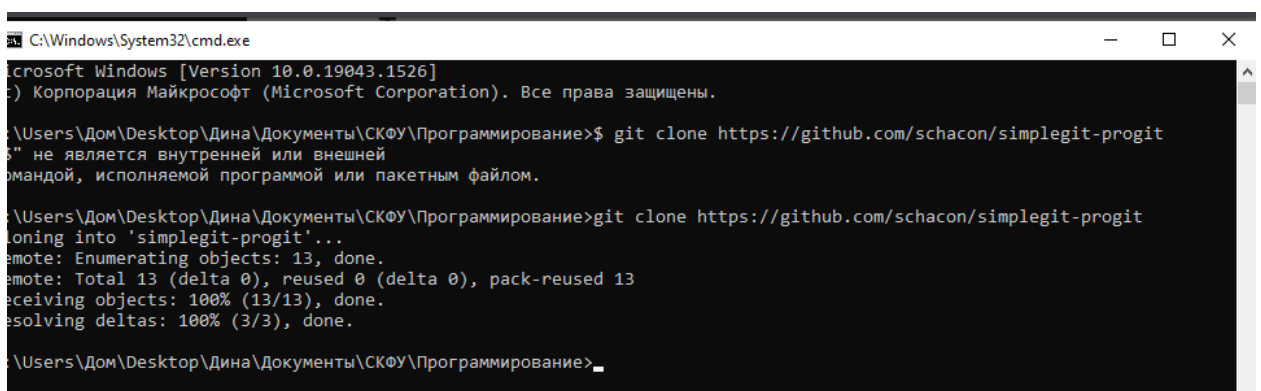 C:\Windows\System32\cmd.exe
icrosoft Windows [Version 10.0.19043.1526]
) Корпорация Майкрософт (Microsoft Corporation). Все права защищены.
:\Users\Дом\Desktop\Дина\Документы\СКФУ\Программирование>$ git clone https://github.com/schacon/simplegit-progit
$" не является внутренней или внешней
омандой, исполняемой программой или пакетным файлом.
:\Users\Дом\Desktop\Дина\Документы\СКФУ\Программирование>git clone https://github.com/schacon/simplegit-progit
loning into 'simplegit-progit'...
emote: Enumerating objects: 13, done.
emote: Total 13 (delta 0), reused 0 (delta 0), pack-reused 13
eceiving objects: 100% (13/13), done.
esolving deltas: 100% (3/3), done.
:\Users\Дом\Desktop\Дина\Документы\СКФУ\Программирование>